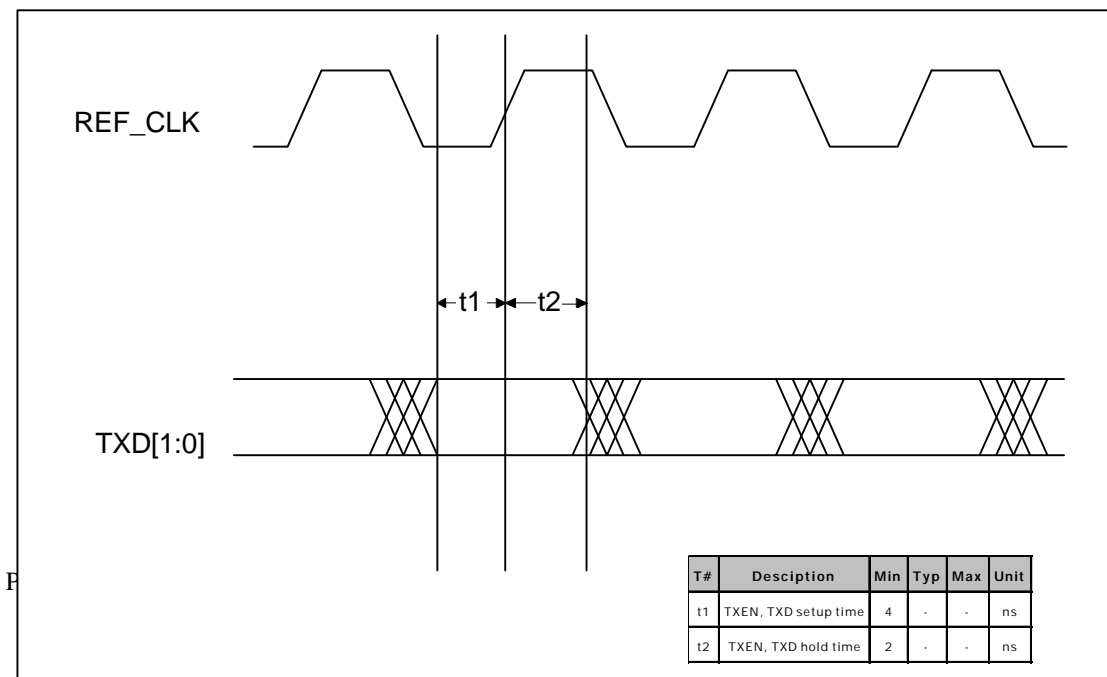 REF_CLK
t1 t2
TXD[1:0]
P
T# Desciption Min Typ Max Unit
t1 TXEN, TXD setup time 4 - - ns
t2 TXEN, TXD hold time 2 - - ns